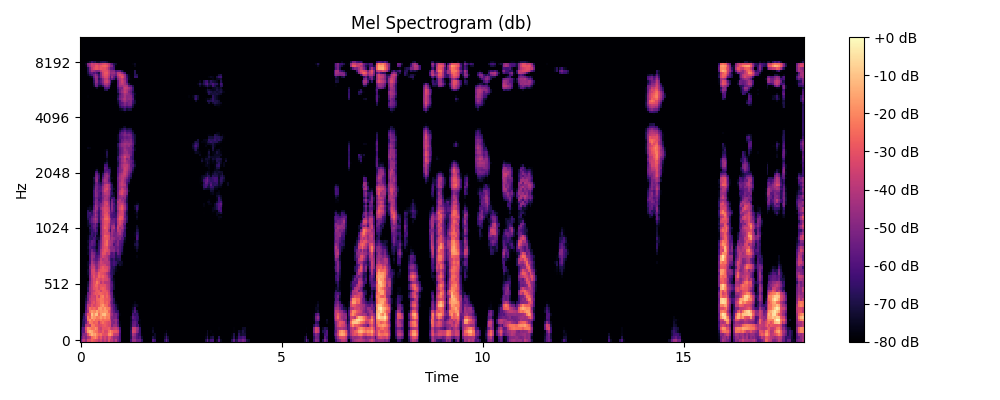 Mel Spectrogram (db)
Hz
8192
4096
2048
1024
512
0
0 5 10 15
Time
+0 dB
-10 dB
-20 dB
-30 dB
-40 dB
-50 dB
-60 dB
-70 dB
-80 dB